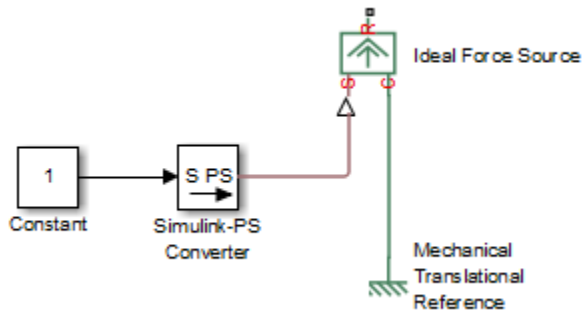 R
Ideal Force Source
S
C
1
S PS
Constant
Simulink-PS
Converter
Mechanical
Translational
Reference